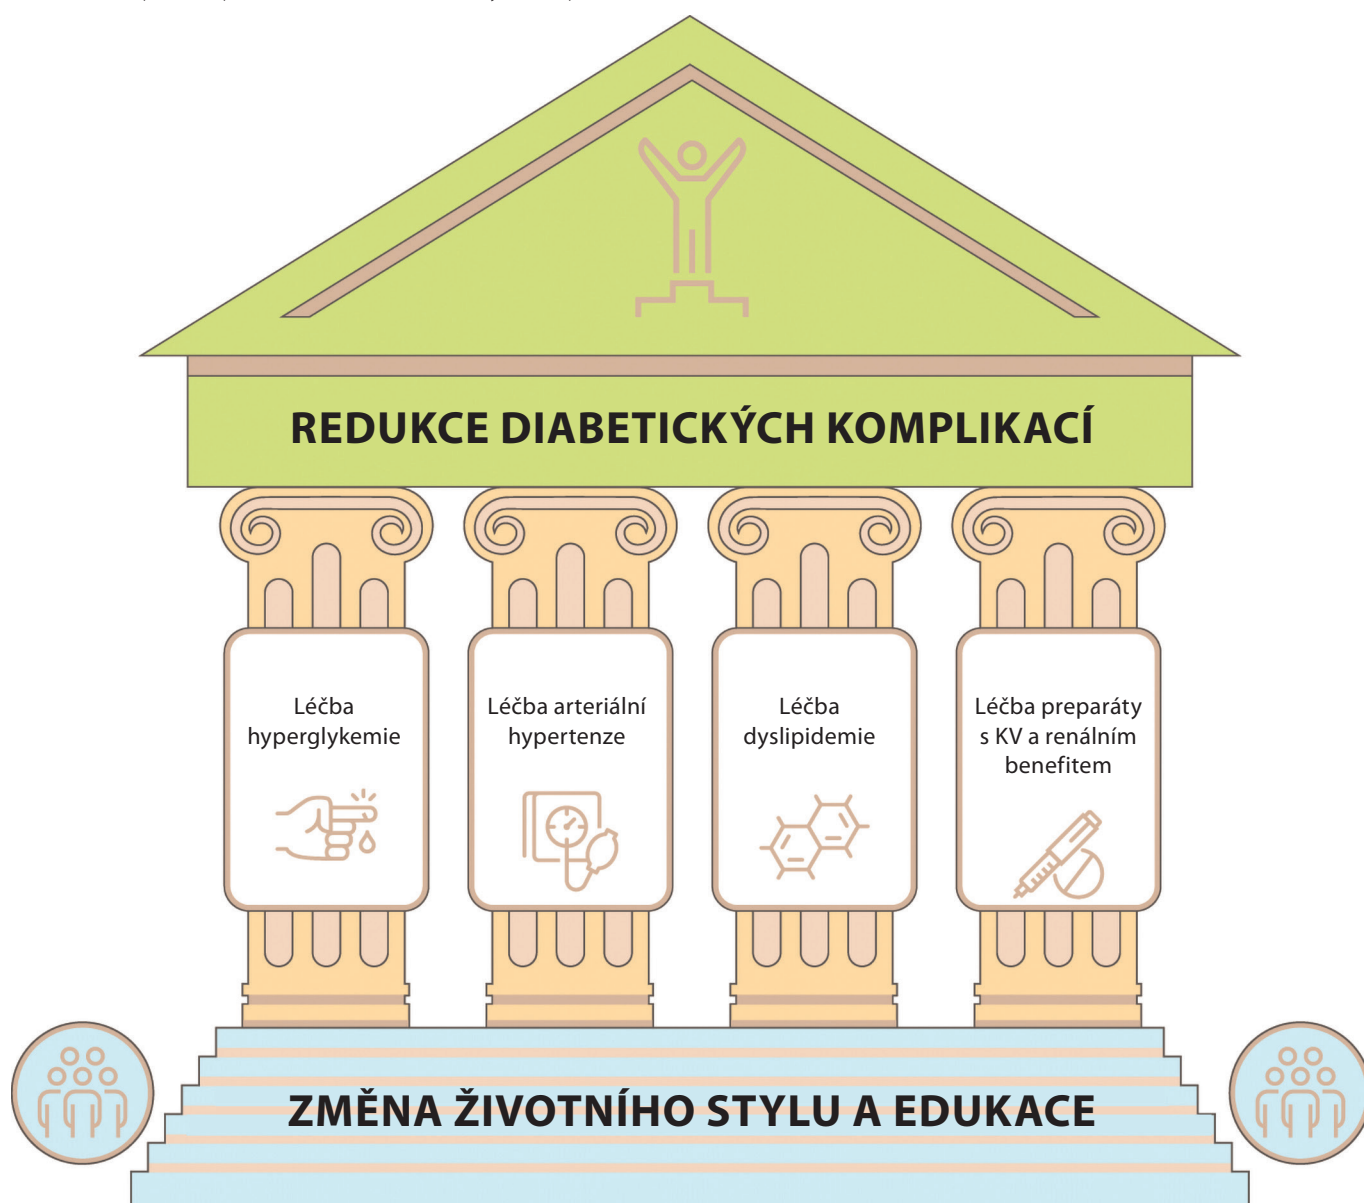 REDUKCE DIABETICKÝCH KOMPLIKACÍ
Léčba
hyperglykemie
Léčba arteriální
hypertenze
Léčba
dyslipidemie
Léčba preparáty
s KV a renálním
benefitem
ZMĚNA ŽIVOTNÍHO STYLU A EDUKACE